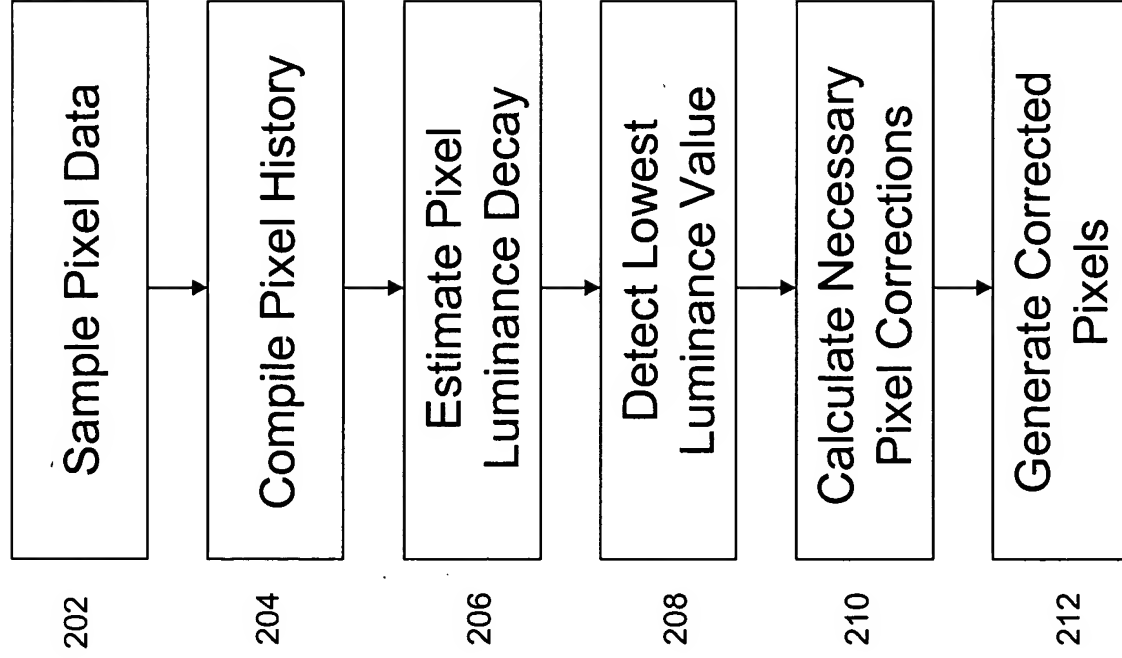 202
Sample Pixel Data
204
Compile Pixel History
206
Estimate Pixel
Luminance Decay
208
Detect Lowest
Luminance Value
210
Calculate Necessary
Pixel Corrections
212
Generate Corrected
Pixels